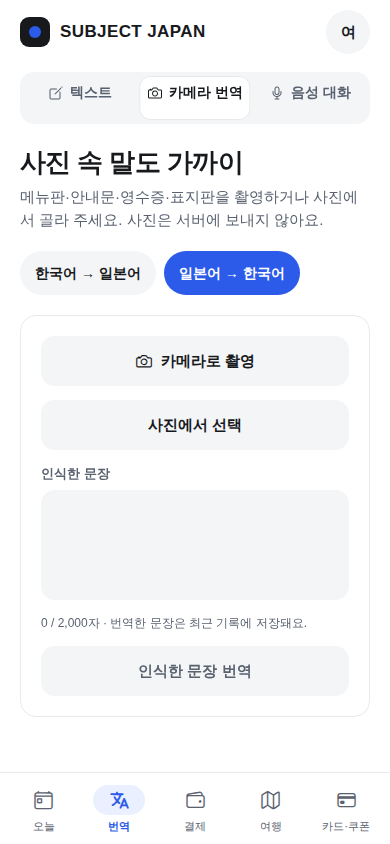 SUBJECT JAPAN
여
텍스트
카메라 번역
음성 대화
사진 속 말도 가까이
메뉴판·안내문·영수증·표지판을 촬영하거나 사진에
서 골라 주세요. 사진은 서버에 보내지 않아요.
한국어 → 일본어
일본어 → 한국어
카메라로 촬영
사진에서 선택
인식한 문장
0 / 2,000자 · 번역한 문장은 최근 기록에 저장돼요.
인식한 문장 번역
오늘
번역
결제
여행
카드·쿠폰